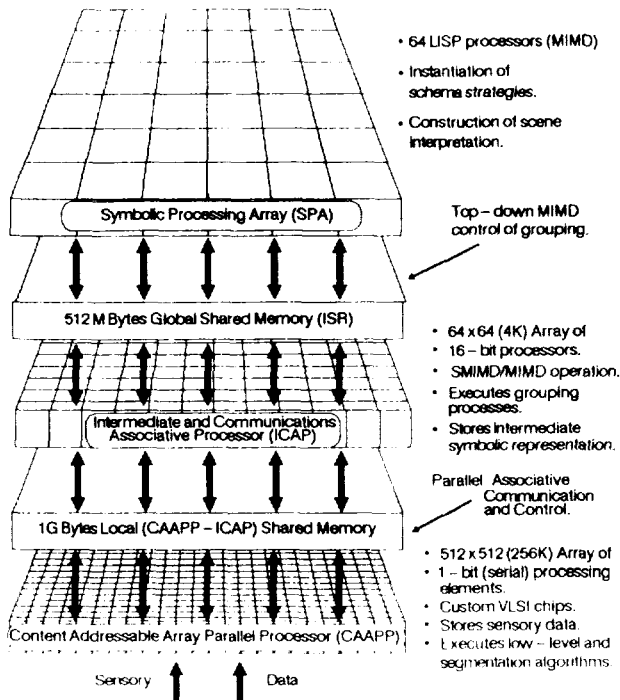 • 64 LISP processors (MIMD)
• Instantiation of
schema strategies.
• Construction of scene
interpretation.
Symbolic Processing Array (SPA)
Top – down MIMD
control of grouping.
512 M Bytes Global Shared Memory (ISR)
• 64 x 64 (4K) Array of
• 16 – bit processors.
• SMIMD/MIMD operation.
• Executes grouping
processes.
• Stores intermediate
symbolic representation.
Intermediate and Communications
Associative Processor (ICAP)
Parallel Associative
Communication
and Control.
1G Bytes Local (CAAPP – ICAP) Shared Memory
• 512 x 512 (256K) Array of
• 1 – bit (serial) processing
elements.
• Custom VLSI chips.
• Stores sensory data.
• Executes low – level and
segmentation algorithms.
Content Addressable Array Parallel Processor (CAAPP)
Sensory Data